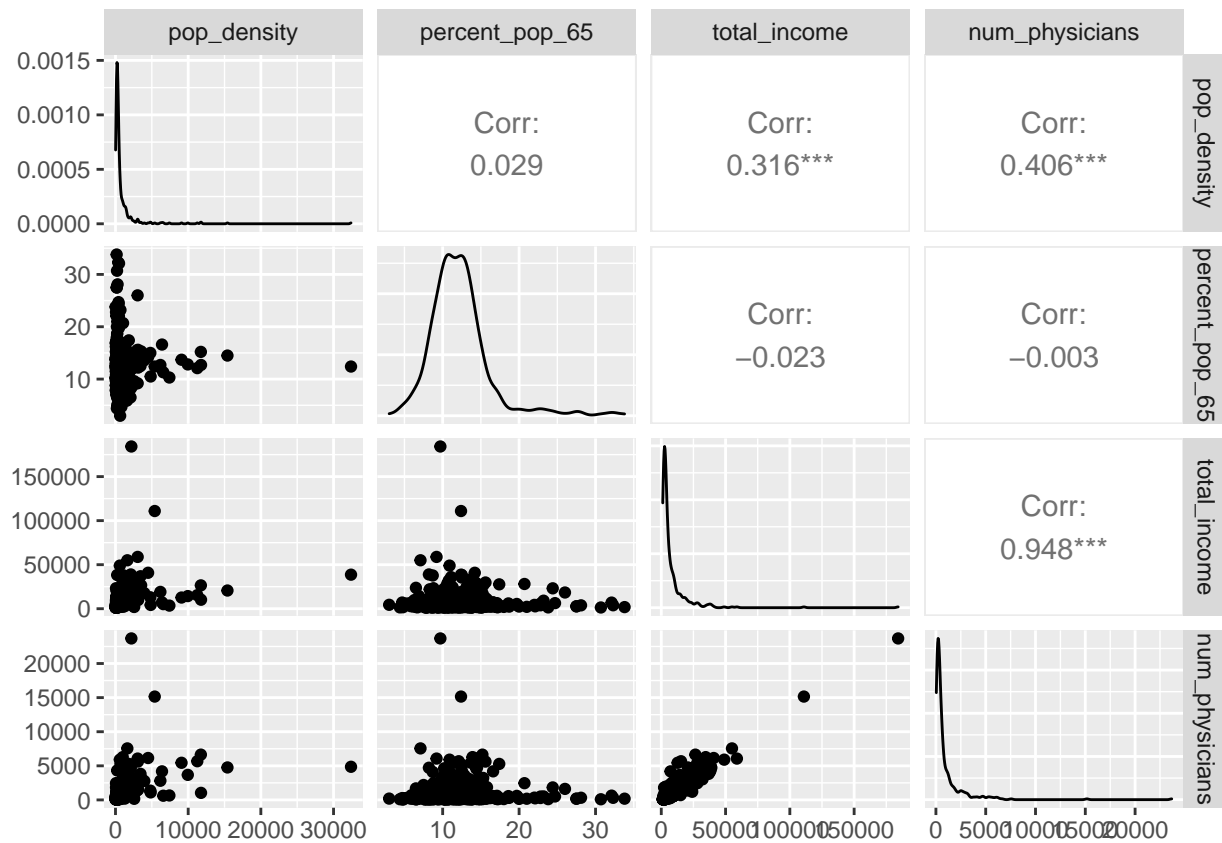 pop_density
percent_pop_65
total_income
num_physicians
0.0015
0.0010
0.0005
0.0000
Corr:
0.029
Corr:
0.316***
Corr:
0.406***
pop_density
30
20
10
Corr:
−0.023
Corr:
−0.003
percent_pop_65
150000
100000
50000
0
Corr:
0.948***
total_income
20000
15000
10000
5000
0
num_physicians
0 10000 20000 30000
10 20 30
0 50000 100000 150000
0 5000 10000 15000 20000